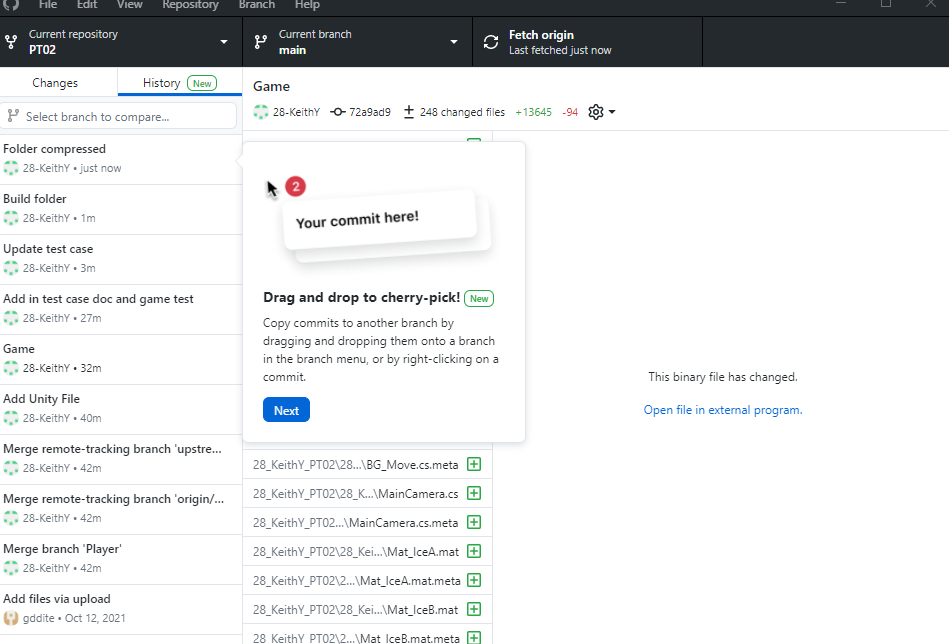 File Edit View Repository Branch Help
Current repository
PT02
Current branch
main
Fetch origin
Last fetched just now
Changes
History New
Select branch to compare...
Folder compressed
28-KeithY • just now
Build folder
28-KeithY • 1m
Update test case
28-KeithY • 3m
Add in test case doc and game test
28-KeithY • 27m
Game
28-KeithY • 32m
Add Unity File
28-KeithY • 40m
Merge remote-tracking branch 'upstre...
28-KeithY • 42m
Merge remote-tracking branch 'origin/...
28-KeithY • 42m
Merge branch 'Player'
28-KeithY • 42m
Add files via upload
gddite • Oct 12, 2021
Game
28-KeithY 72a9ad9 248 changed files +13645 -94
2
Your commit here!
Drag and drop to cherry-pick! New
Copy commits to another branch by
dragging and dropping them onto a branch
in the branch menu, or by right-clicking on a
commit.
Next
28_KeithY_PT02\28...\BG_Move.cs.meta
28_KeithY_PT02\28_K...\MainCamera.cs
28_KeithY_PT02...\MainCamera.cs.meta
28_KeithY_PT02\28_Kei...\Mat_IceA.mat
28_KeithY_PT02\2...\Mat_IceA.mat.meta
28_KeithY_PT02\28_Kei...\Mat_IceB.mat
28_KeithY_PT02\2...\Mat_IceB.mat.meta
This binary file has changed.
Open file in external program.